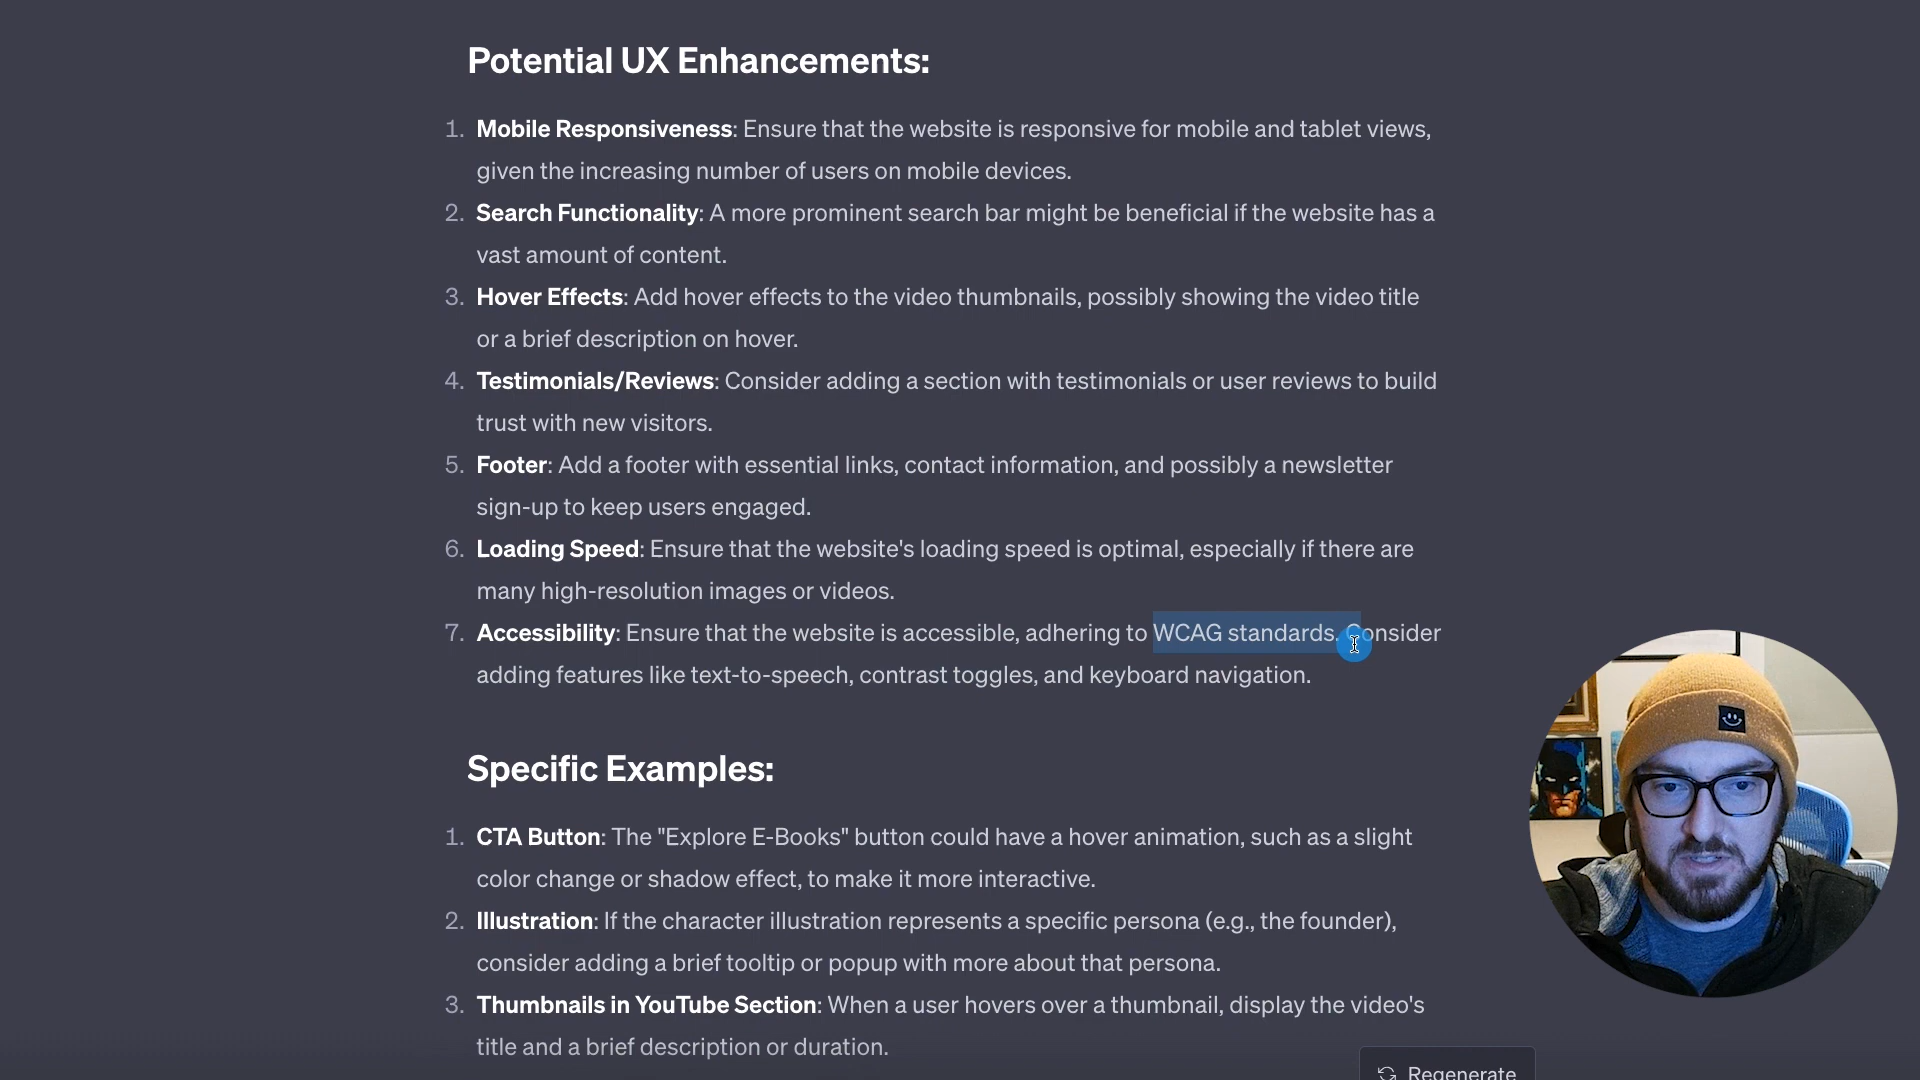 Potential UX Enhancements:
1. Mobile Responsiveness: Ensure that the website is responsive for mobile and tablet views,
given the increasing number of users on mobile devices.
2. Search Functionality: A more prominent search bar might be beneficial if the website has a
vast amount of content.
3. Hover Effects: Add hover effects to the video thumbnails, possibly showing the video title
or a brief description on hover.
4. Testimonials/Reviews: Consider adding a section with testimonials or user reviews to build
trust with new visitors.
5. Footer: Add a footer with essential links, contact information, and possibly a newsletter
sign-up to keep users engaged.
6. Loading Speed: Ensure that the website's loading speed is optimal, especially if there are
many high-resolution images or videos.
7. Accessibility: Ensure that the website is accessible, adhering to WCAG standards. Consider
adding features like text-to-speech, contrast toggles, and keyboard navigation.
Specific Examples:
1. CTA Button: The "Explore E-Books" button could have a hover animation, such as a slight
color change or shadow effect, to make it more interactive.
2. Illustration: If the character illustration represents a specific persona (e.g., the founder),
consider adding a brief tooltip or popup with more about that persona.
3. Thumbnails in YouTube Section: When a user hovers over a thumbnail, display the video's
title and a brief description or duration.
Regenerate